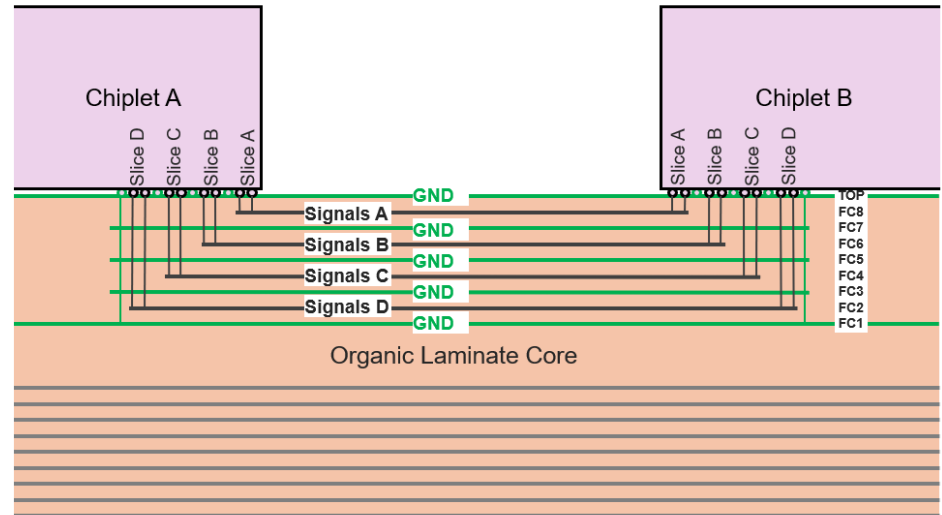 Chiplet A
Chiplet B
Slice D
Slice C
Slice B
Slice A
Slice A
Slice B
Slice C
Slice D
GND
TOP
Signals A
FC8
GND
FC7
Signals B
FC6
GND
FC5
Signals C
FC4
GND
FC3
Signals D
FC2
GND
FC1
Organic Laminate Core